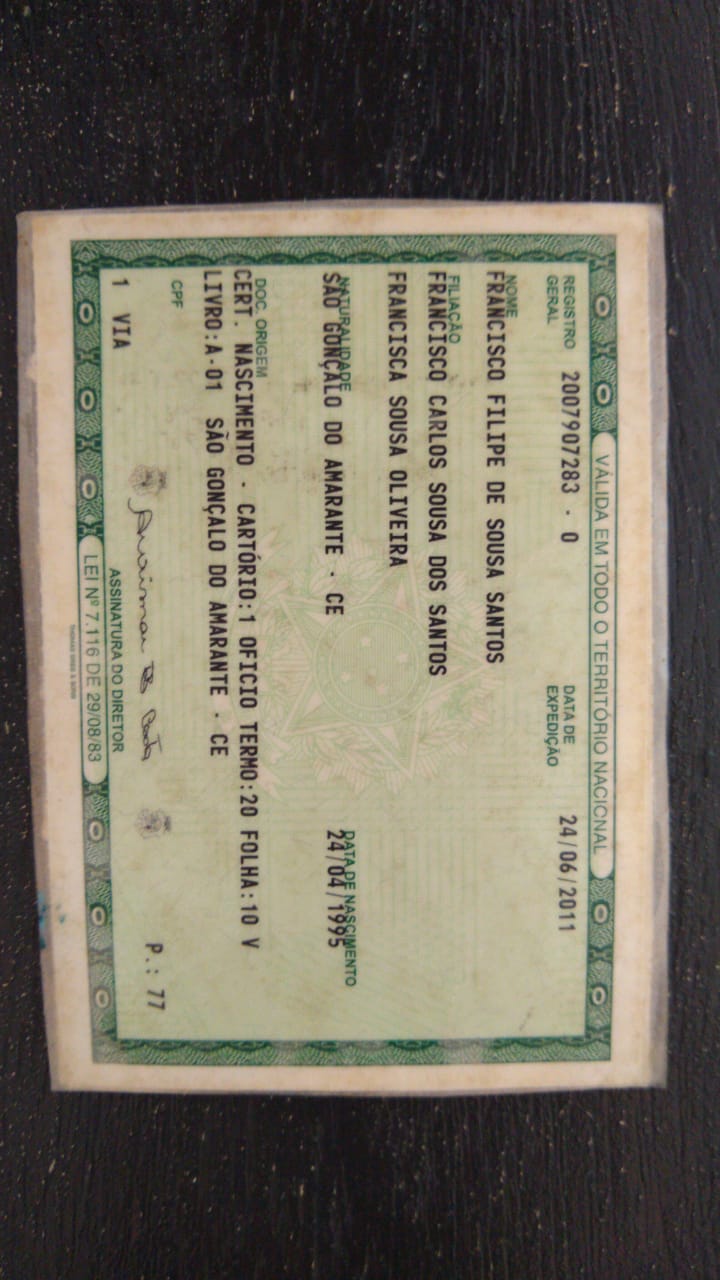 VÁLIDA EM TODO O TERRITÓRIO NACIONAL
REGISTRO GERAL 2007907283 - 0 DATA DE EXPEDIÇÃO 24/06/2011
NOME
FRANCISCO FILIPE DE SOUSA SANTOS
FILIAÇÃO
FRANCISCO CARLOS SOUSA DOS SANTOS
FRANCISCA SOUSA OLIVEIRA
NATURALIDADE DATA DE NASCIMENTO
SÃO GONÇALO DO AMARANTE - CE 24/04/1995
DOC. ORIGEM
CERT. NASCIMENTO - CARTÓRIO:1 OFICIO TERMO:20 FOLHA:10 V
LIVRO:A-01 SÃO GONÇALO DO AMARANTE - CE
CPF
1 VIA P.: 77
ASSINATURA DO DIRETOR
LEI Nº 7.116 DE 29/08/83